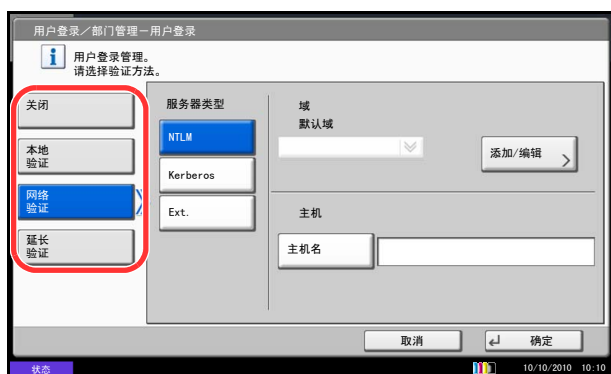 用户登录／部门管理－用户登录
用户登录管理。
请选择验证方法。
关闭
本地
验证
网络
验证
延长
验证
服务器类型
NTLM
Kerberos
Ext.
域
默认域
添加/编辑
主机
主机名
取消
确定
状态
10/10/2010 10:10